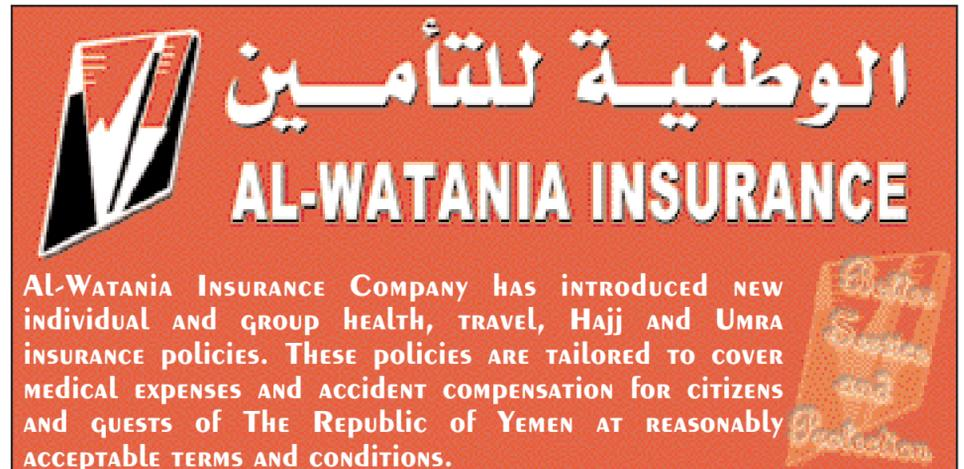 الوطنية للتأمين
AL-WATANIA INSURANCE
Al-Watania Insurance Company has introduced new
individual and group health, travel, Hajj and Umra
insurance policies. These policies are tailored to cover
medical expenses and accident compensation for citizens
and guests of The Republic of Yemen at reasonably
acceptable terms and conditions.
Better
Service
and
Protection